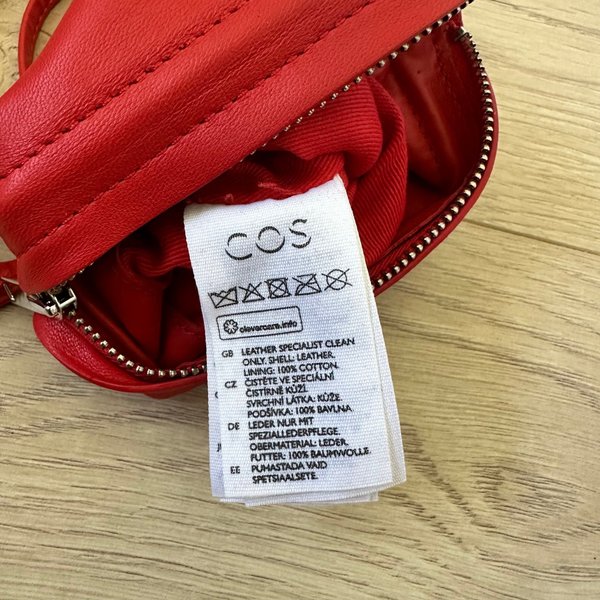 COS
clevercare.info
GB LEATHER SPECIALIST CLEAN
ONLY. SHELL: LEATHER.
LINING: 100% COTTON.
CZ ČISTĚTE VE SPECIÁLNÍ
ČISTÍRNĚ KŮŽÍ.
SVRCHNÍ LÁTKA: KŮŽE.
PODŠÍVKA: 100% BAVLNA
DE LEDER NUR MIT
SPEZIALLEDERPFLEGE.
OBERMATERIAL: LEDER.
FUTTER: 100% BAUMWOLLE.
EE PUHASTADA VAID
SPETSIAALSETE.